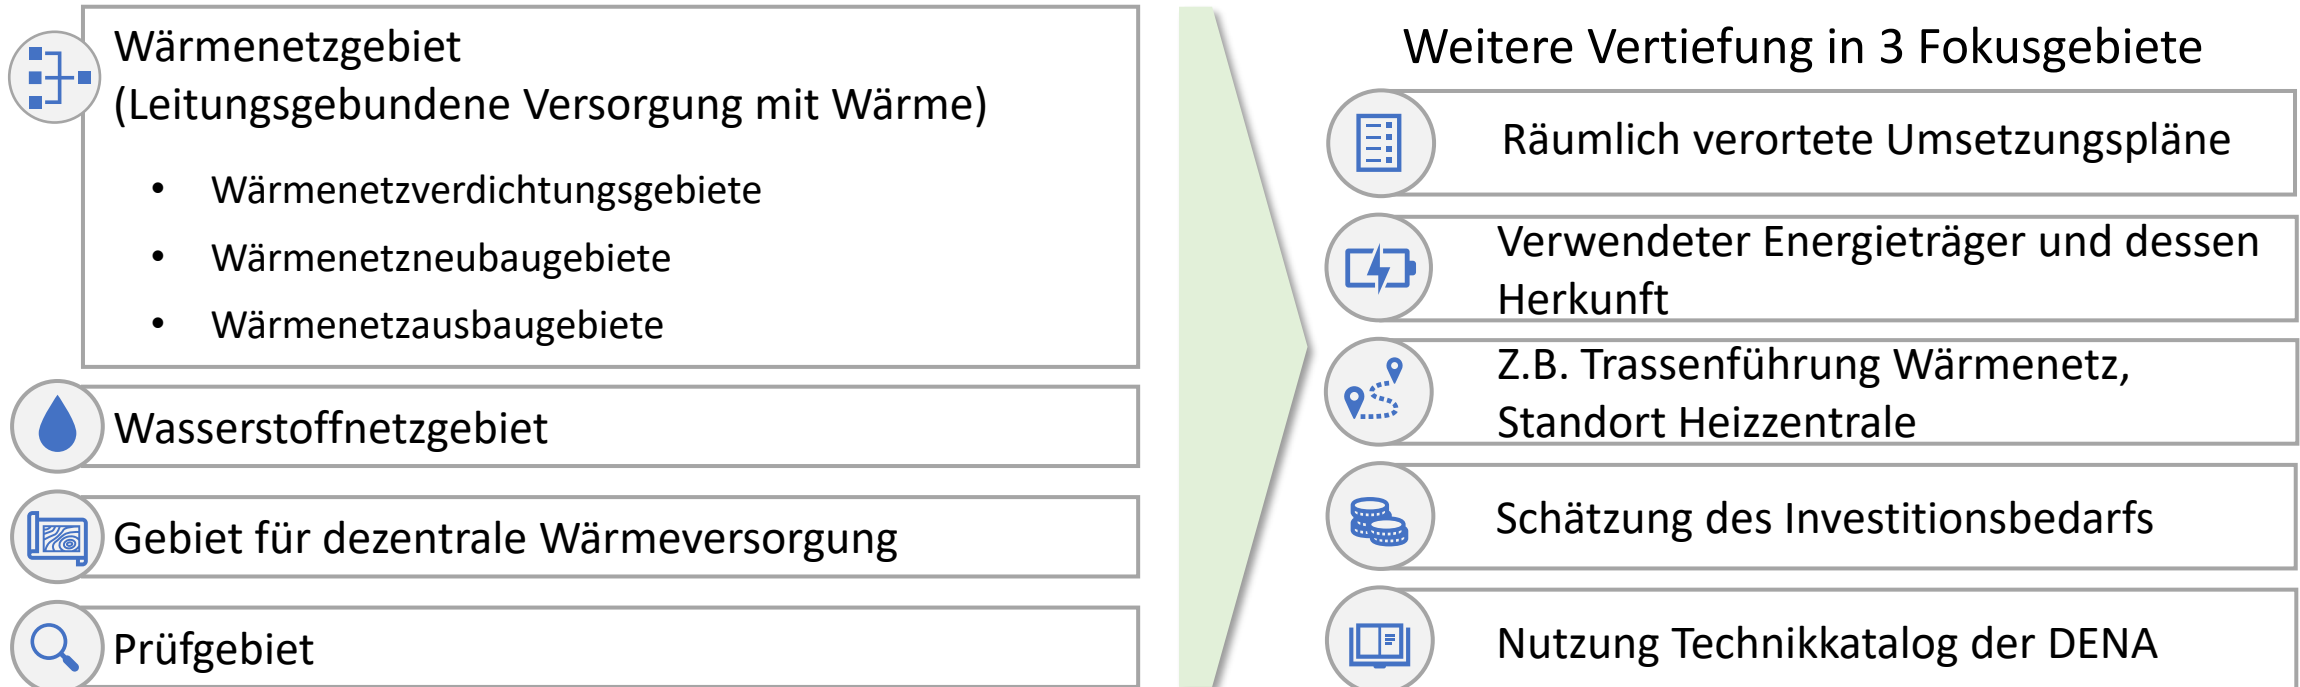 Wärmenetzgebiet
(Leitungsgebundene Versorgung mit Wärme)
• Wärmenetzverdichtungsgebiete
• Wärmenetzneubaugebiete
• Wärmenetzausbaugebiete
Wasserstoffnetzgebiet
Gebiet für dezentrale Wärmeversorgung
Prüfgebiet
Weitere Vertiefung in 3 Fokusgebiete
Räumlich verortete Umsetzungspläne
Verwendeter Energieträger und dessen
Herkunft
Z.B. Trassenführung Wärmenetz,
Standort Heizzentrale
Schätzung des Investitionsbedarfs
Nutzung Technikkatalog der DENA